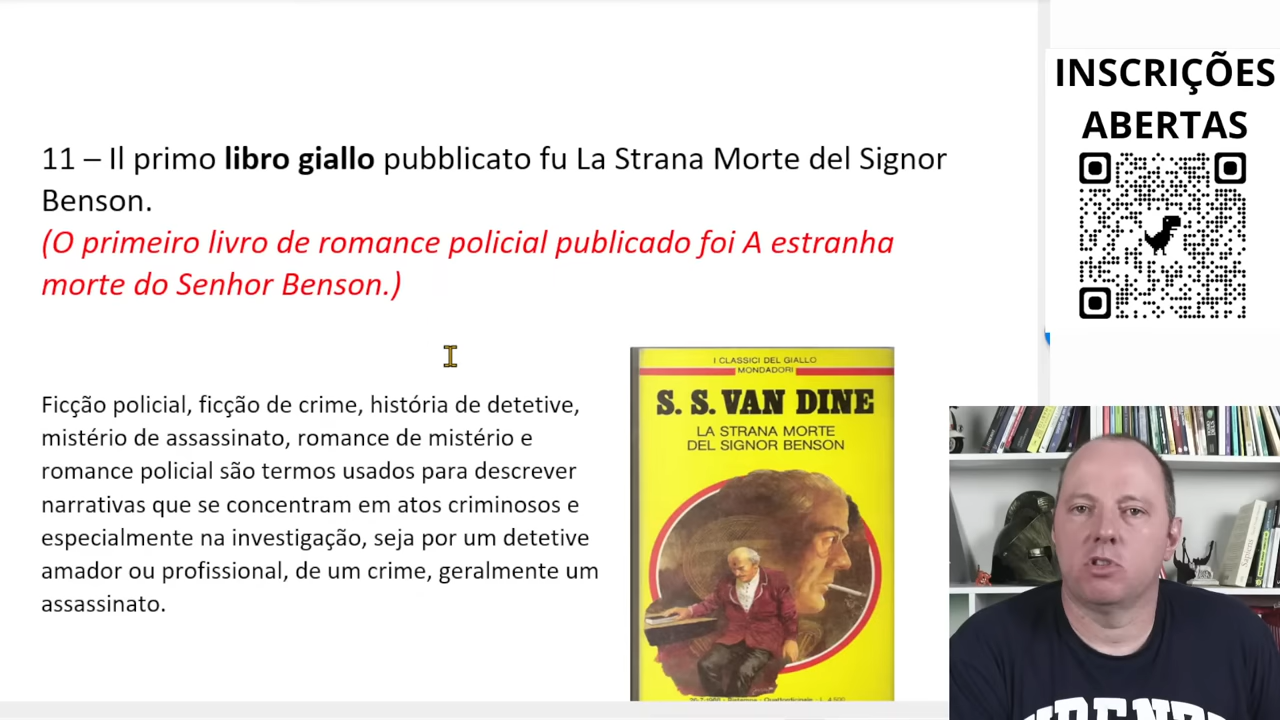 11 – Il primo libro giallo pubblicato fu La Strana Morte del Signor
Benson.
(O primeiro livro de romance policial publicado foi A estranha
morte do Senhor Benson.)
Ficção policial, ficção de crime, história de detetive,
mistério de assassinato, romance de mistério e
romance policial são termos usados para descrever
narrativas que se concentram em atos criminosos e
especialmente na investigação, seja por um detetive
amador ou profissional, de um crime, geralmente um
assassinato.
I CLASSICI DEL GIALLO
MONDADORI
S. S. VAN DINE
LA STRANA MORTE
DEL SIGNOR BENSON
INSCRIÇÕES
ABERTAS